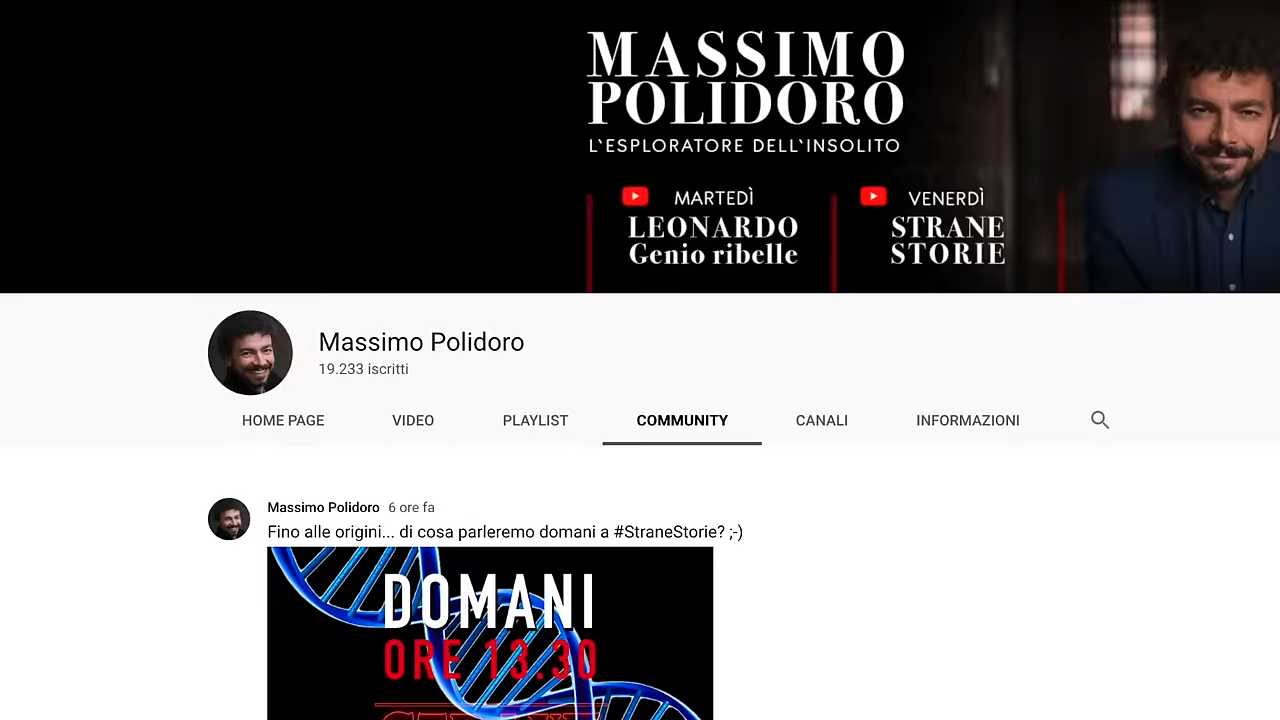 MASSIMO
POLIDORO
L'ESPLORATORE DELL'INSOLITO
MARTEDÌ
LEONARDO
Genio ribelle
VENERDÌ
STRANE
STORIE
Massimo Polidoro
19.233 iscritti
HOME PAGE VIDEO PLAYLIST COMMUNITY CANALI INFORMAZIONI
Massimo Polidoro 6 ore fa
Fino alle origini... di cosa parleremo domani a #StraneStorie? ;-)
DOMANI
ORE 13.30